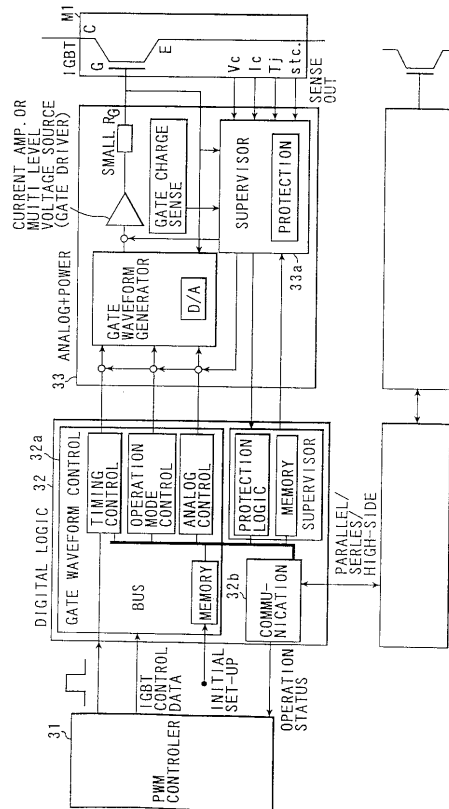 31
PWM CONTROLER
IGBT CONTROL
DATA
INITIAL
SET-UP
OPERATION
STATUS
DIGITAL LOGIC
32
GATE WAVEFORM CONTROL
32a
TIMING
CONTROL
OPERATION
MODE
CONTROL
ANALOG CONTROL
BUS
MEMORY
32b
COMMU-
NICATION
PROTECTION
LOGIC
MEMORY
SUPERVISOR
PARALLEL/
SERLES/
HIGH-SIDE
33
ANALOG+POWER
CURRENT AMP. OR
MUITI LEVEL
VOLTAGE SOURCE
(GATE DRIVER)
GATE
WAVEFORM
GENERATOR
D/A
SMALL RG
GATE CHARGE
SENSE
SUPERVISOR
PROTECTION
33a
M1
IGBT
G
C
E
Vc
Ic
Tj
stc.
SENSE
OUT